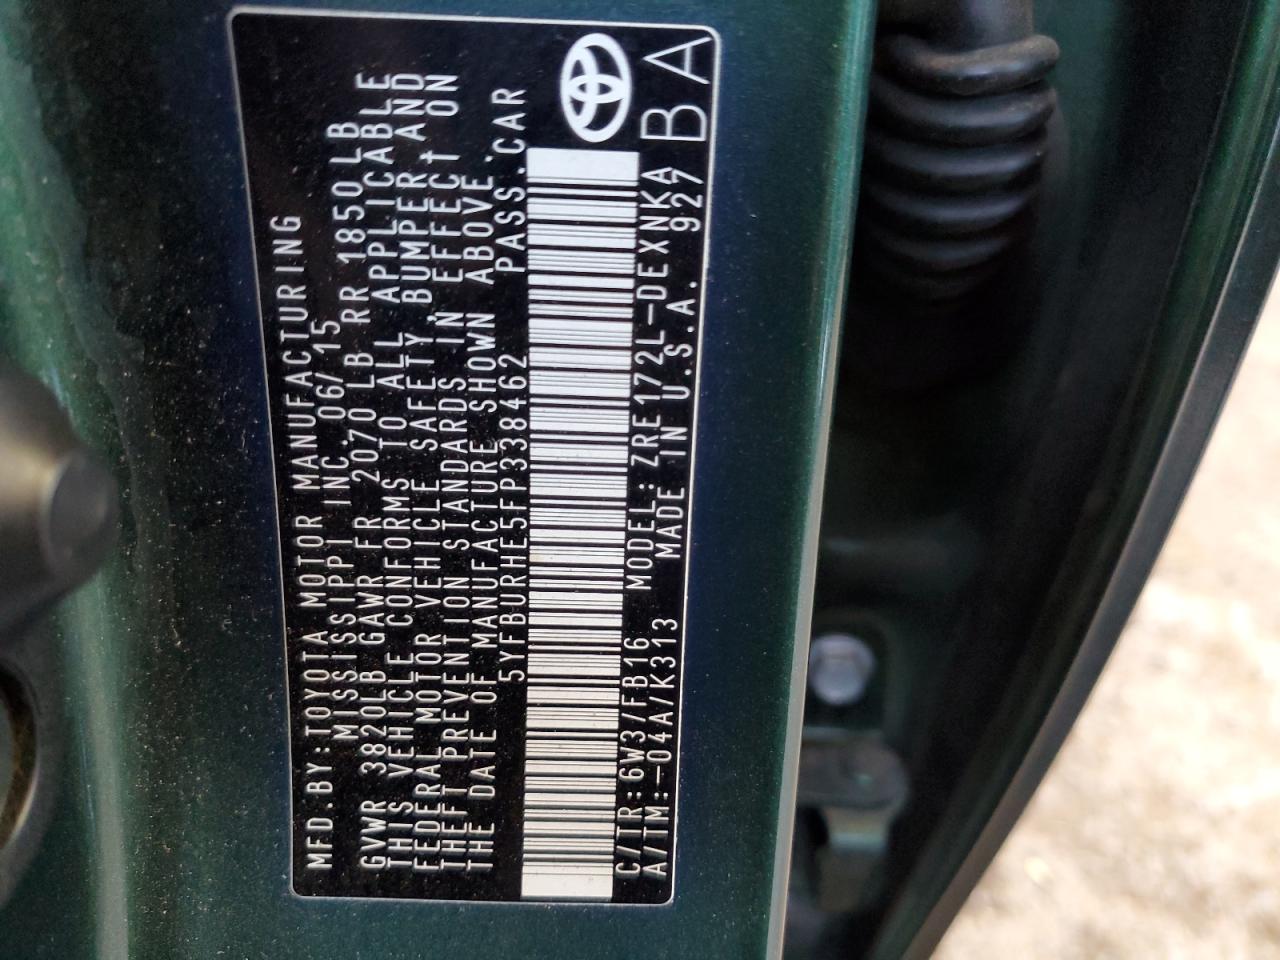 MFD.BY:TOYOTA MOTOR MANUFACTURING
MISSISSIPPI INC.06/15
GVWR 3820LB GAWR FR 2070 LB RR 1850LB
THIS VEHICLE CONFORMS TO ALL APPLICABLE
FEDERAL MOTOR VEHICLE SAFETY,BUMPER AND
THEFT PREVENTION STANDARDS IN EFFECT ON
THE DATE OF MANUFACTURE SHOWN ABOVE.
5YFBURHE5FP338462 PASS.CAR
C/TR:6W3/FB16 MODEL:ZRE172L-DEXNKA
A/TM:-04A/K313 MADE IN U.S.A. 927
BA